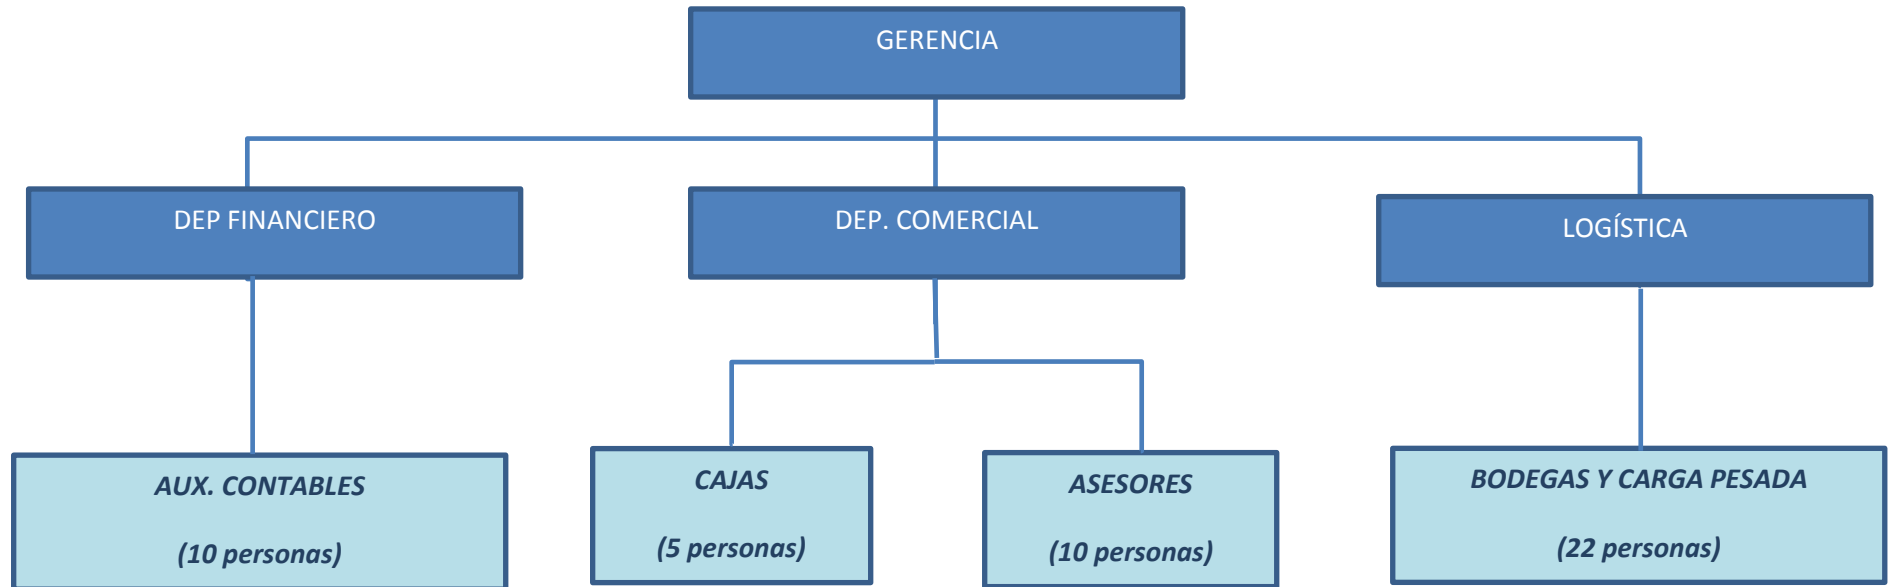 GERENCIA
DEP FINANCIERO
DEP. COMERCIAL
LOGÍSTICA
AUX. CONTABLES
(10 personas)
CAJAS
(5 personas)
ASESORES
(10 personas)
BODEGAS Y CARGA PESADA
(22 personas)